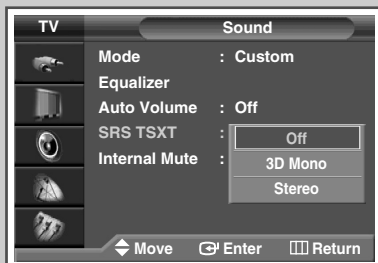 TV Sound
Mode : Custom
Equalizer
Auto Volume : Off
SRS TSXT : Off
3D Mono
Internal Mute :
Stereo
Move Enter Return